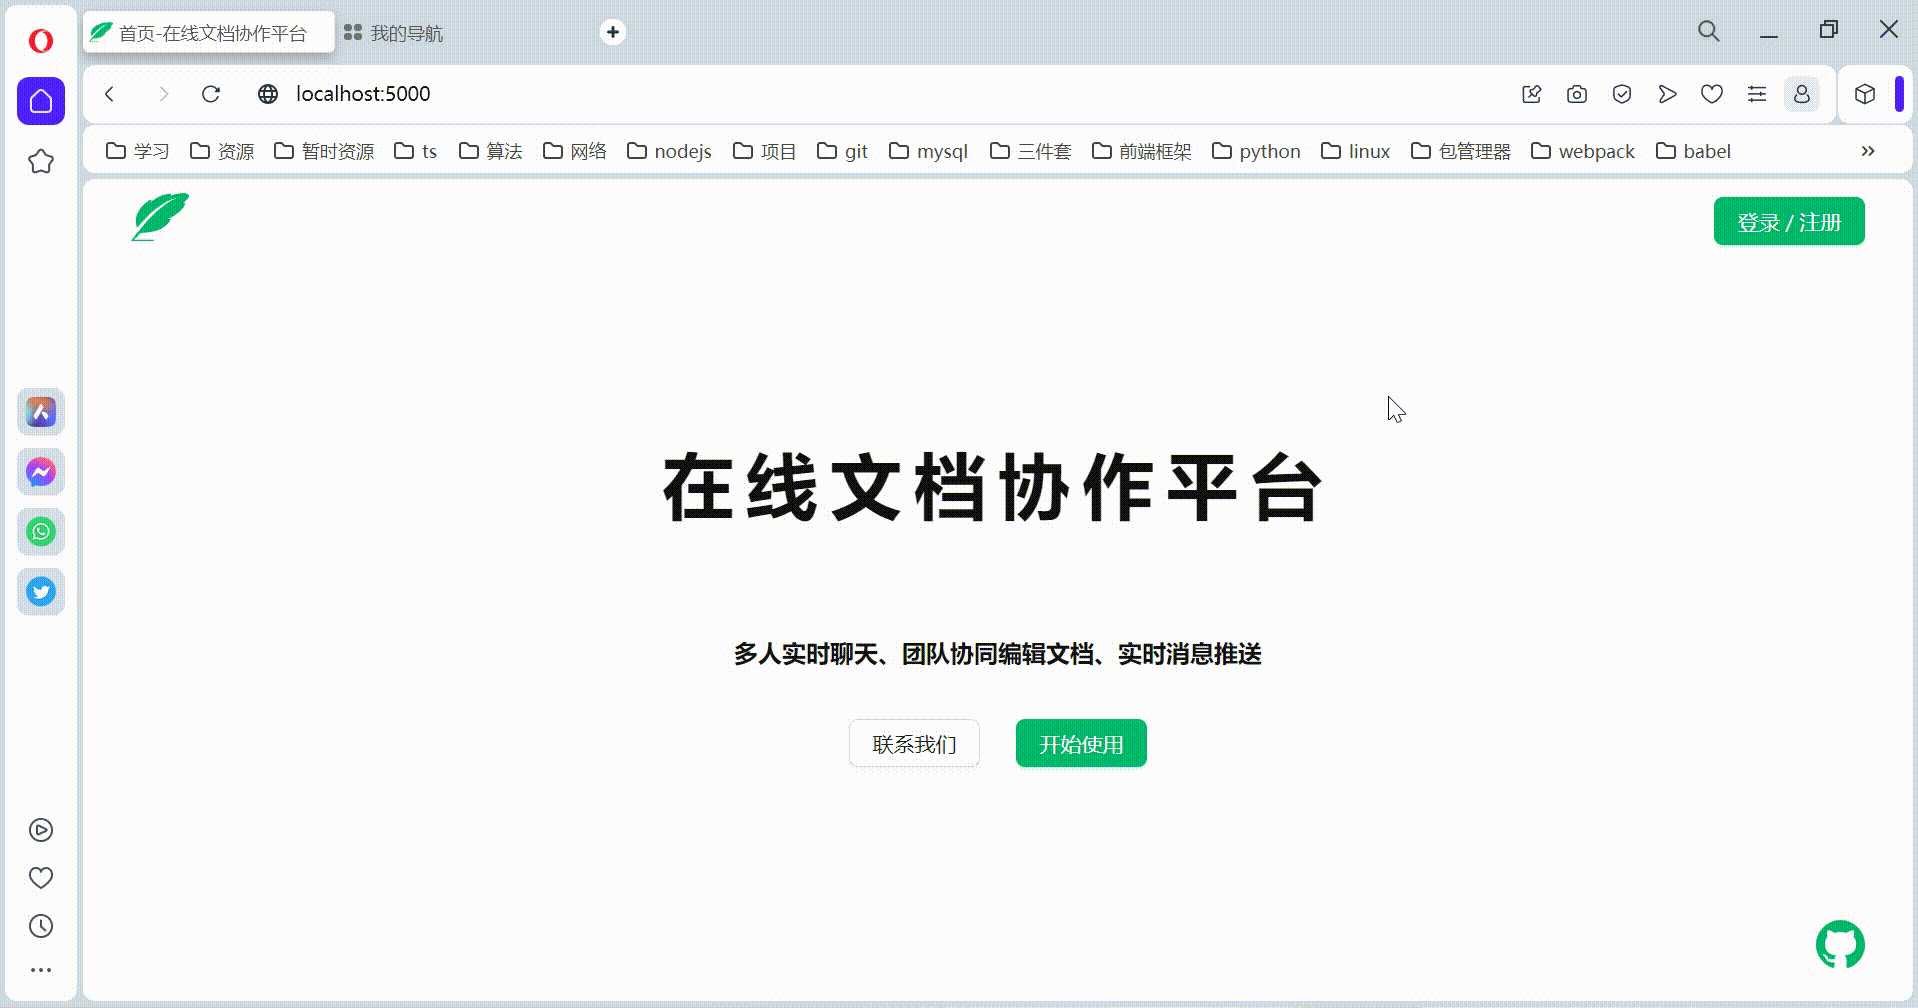 首页-在线文档协作平台
我的导航
localhost:5000
学习 资源 暂时资源 ts 算法 网络 nodejs 项目 git mysql 三件套 前端框架 python linux 包管理器 webpack babel
登录 / 注册
在线文档协作平台
多人实时聊天、团队协同编辑文档、实时消息推送
联系我们
开始使用